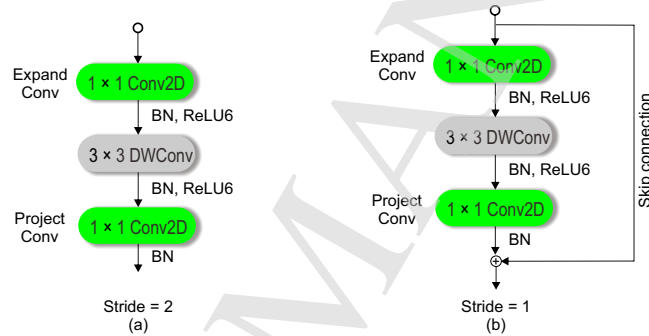 Expand
Conv
1 × 1 Conv2D
BN, ReLU6
3 × 3 DWConv
BN, ReLU6
Project
Conv
1 × 1 Conv2D
BN
Stride = 2
(a)
Expand
Conv
1 × 1 Conv2D
BN, ReLU6
3 × 3 DWConv
BN, ReLU6
Project
Conv
1 × 1 Conv2D
BN
Skip connection
Stride = 1
(b)